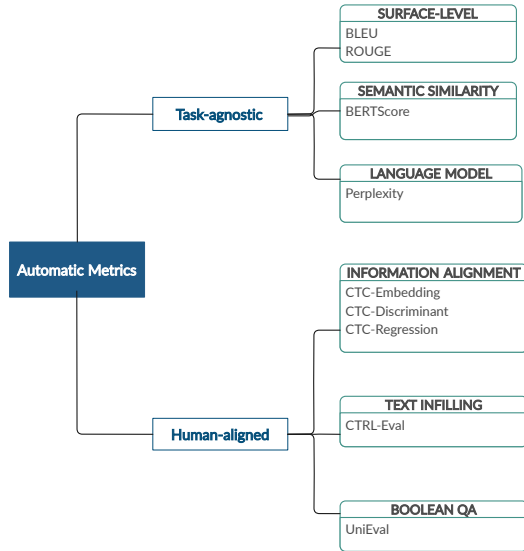 SURFACE-LEVEL
BLEU
ROUGE
Task-agnostic
SEMANTIC SIMILARITY
BERTScore
LANGUAGE MODEL
Perplexity
Automatic Metrics
INFORMATION ALIGNMENT
CTC-Embedding
CTC-Discriminant
CTC-Regression
TEXT INFILLING
CTRL-Eval
Human-aligned
BOOLEAN QA
UniEval